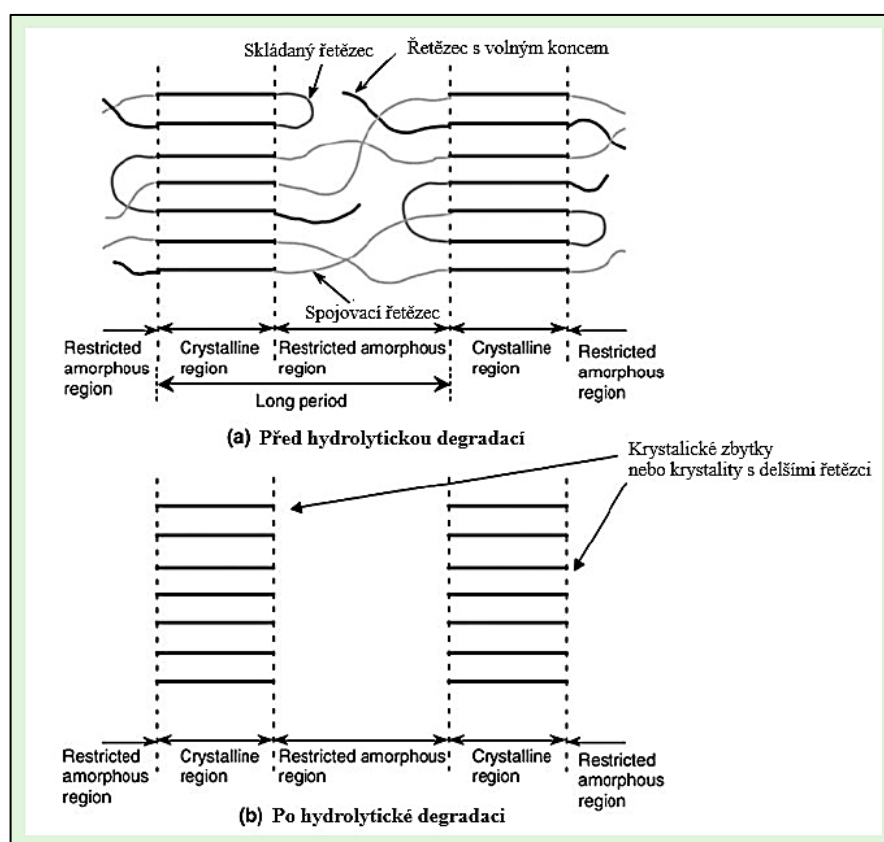 Skládaný řetězec
Řetězec s volným koncem
Spojovací řetězec
Restricted
amorphous
region
Crystalline
region
Restricted amorphous
region
Crystalline
region
Restricted
amorphous
region
Long period
(a) Před hydrolytickou degradací
Krystalické zbytky
nebo krystality s delšími řetězci
Restricted
amorphous
region
Crystalline
region
Restricted amorphous
region
Crystalline
region
Restricted
amorphous
region
(b) Po hydrolytické degradaci